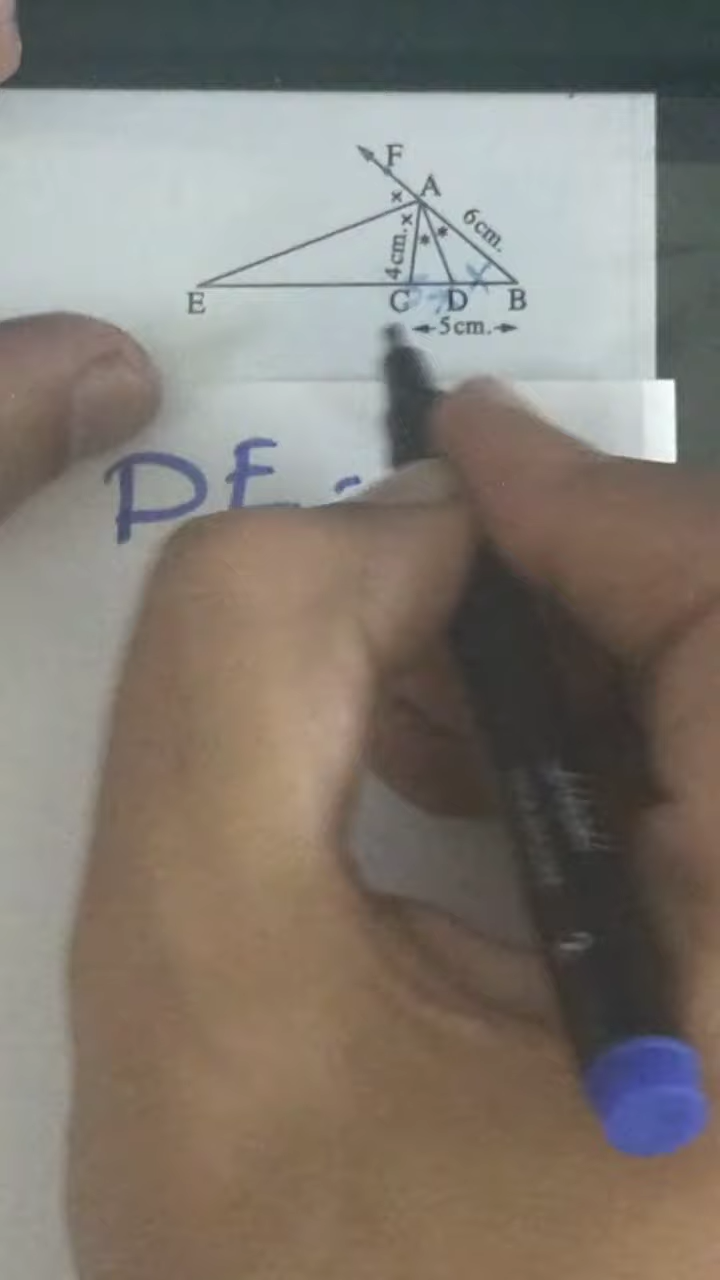 F
A
×
×
6cm.
4cm.
*
*
E
C
D
B
5cm.
DE =